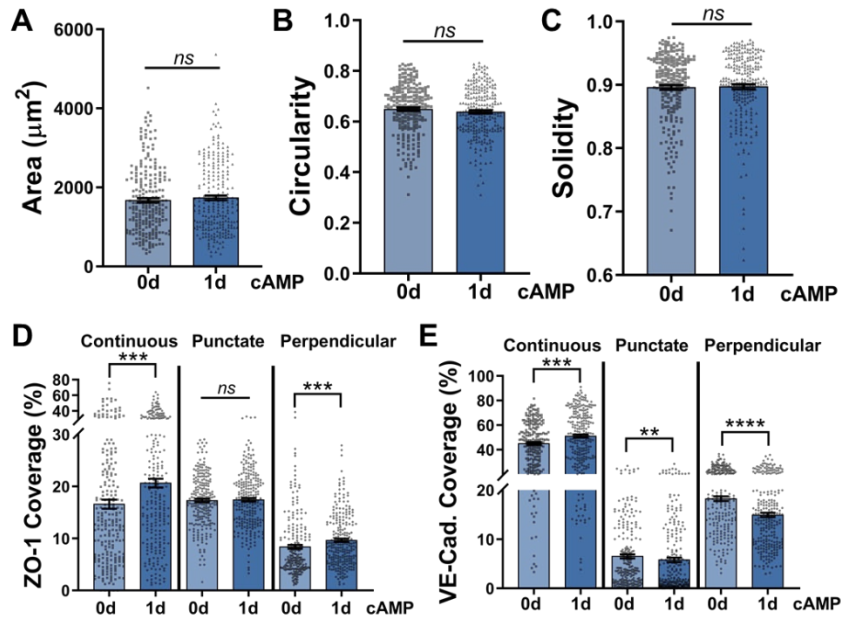 A
Area (μm2)
6000
4000
2000
0
ns
0d 1d cAMP
B
Circularity
1.0
0.8
0.6
0.4
0.2
0.0
ns
0d 1d cAMP
C
Solidity
1.0
0.9
0.8
0.7
0.6
ns
0d 1d cAMP
D
Continuous Punctate Perpendicular
*** ns ***
ZO-1 Coverage (%)
80
60
40
30
20
10
0
0d 1d 0d 1d 0d 1d cAMP
E
Continuous Punctate Perpendicular
*** ** ****
VE-Cad. Coverage (%)
100
80
60
40
20
10
0
0d 1d 0d 1d 0d 1d cAMP